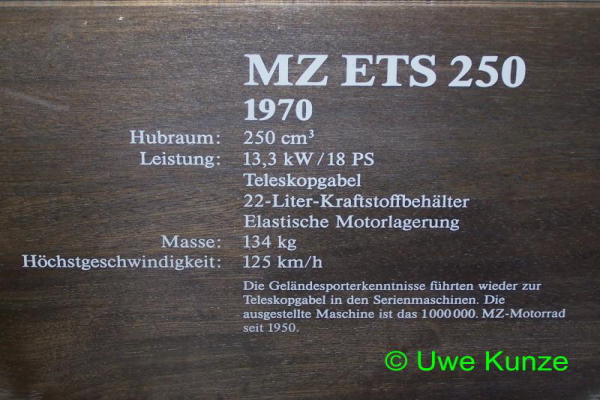 MZ ETS 250
1970
Hubraum: 250 cm³
Leistung: 13,3 kW/18 PS
Teleskopgabel
22-Liter-Kraftstoffbehälter
Elastische Motorlagerung
Masse: 134 kg
Höchstgeschwindigkeit: 125 km/h
Die Geländesporterkenntnisse führten wieder zur
Teleskopgabel in den Serienmaschinen. Die
ausgestellte Maschine ist das 1000 000. MZ-Motorrad
seit 1950.
© Uwe Kunze